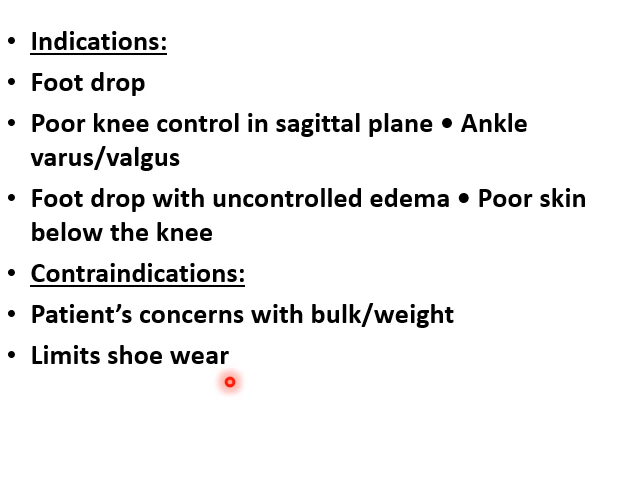 • Indications:
• Foot drop
• Poor knee control in sagittal plane • Ankle
varus/valgus
• Foot drop with uncontrolled edema • Poor skin
below the knee
• Contraindications:
• Patient’s concerns with bulk/weight
• Limits shoe wear